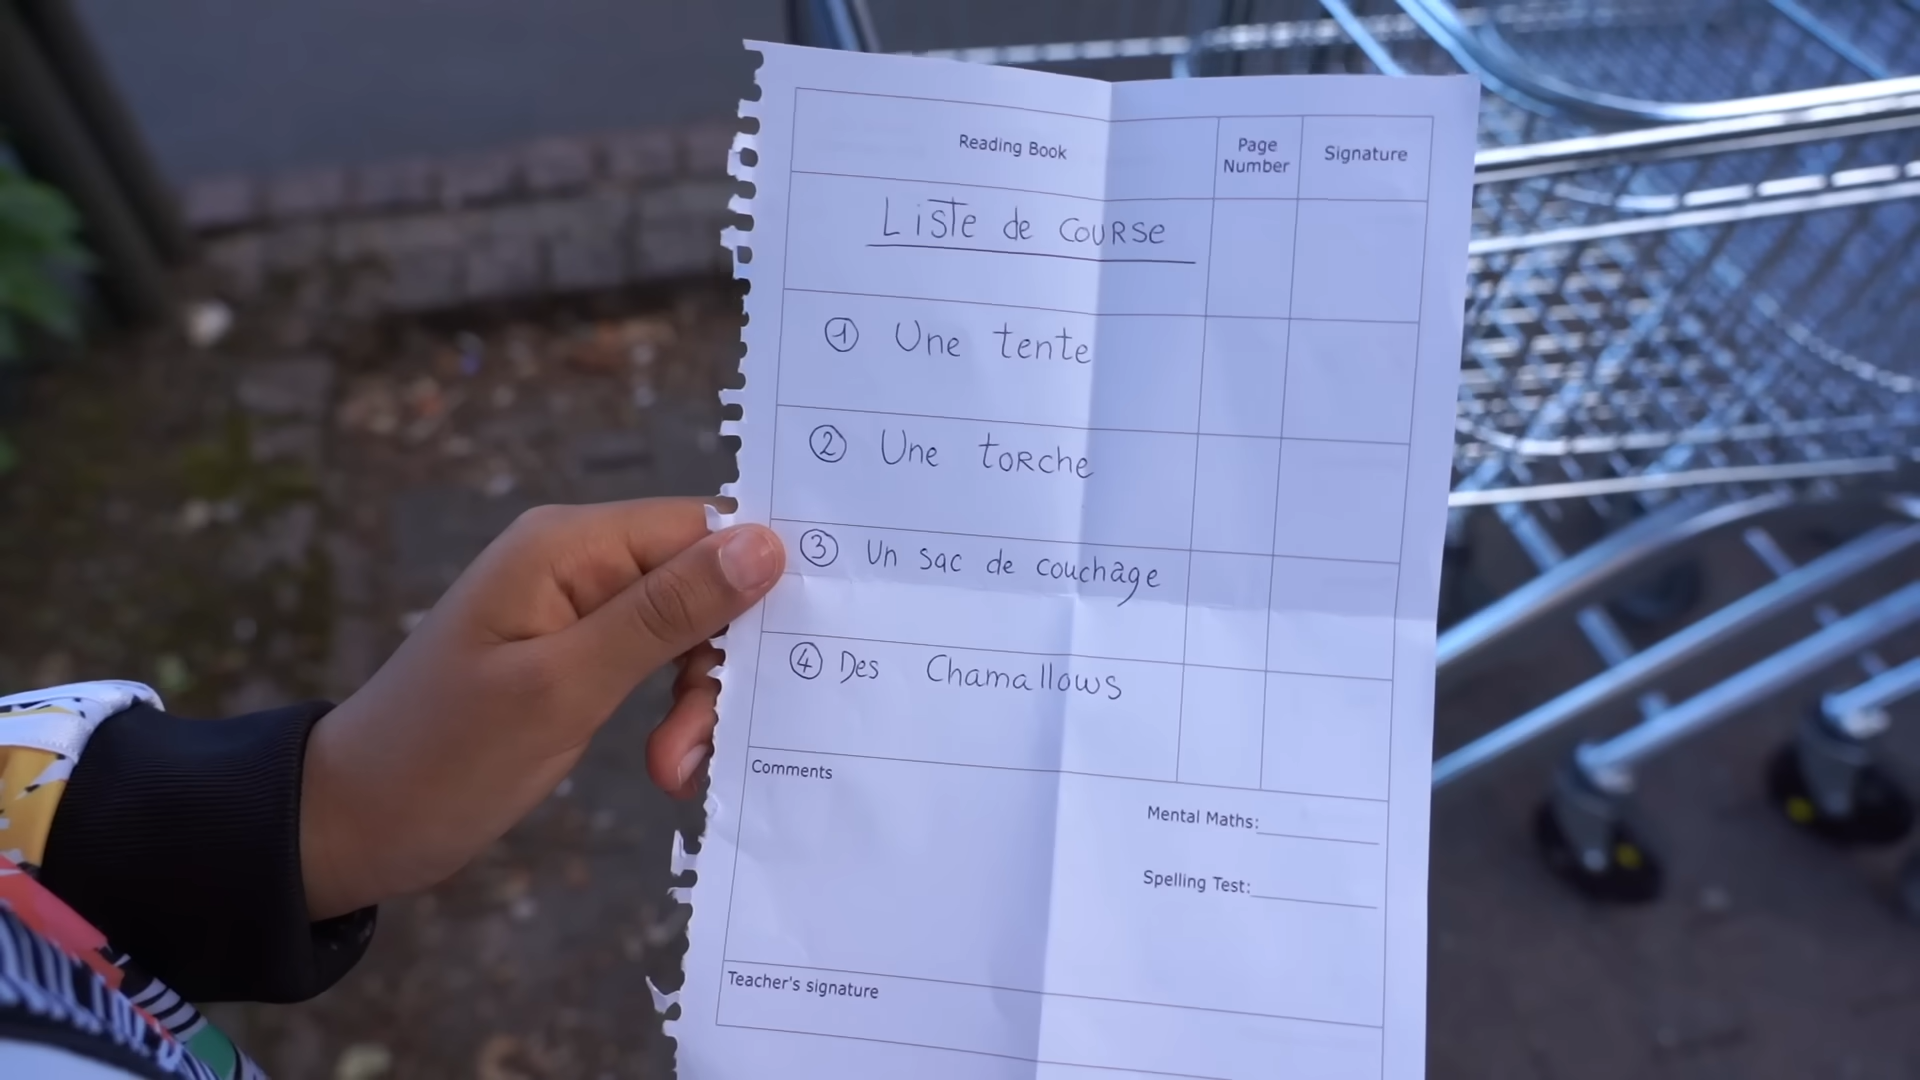 Reading Book
Page Number
Signature
Liste de course
① Une tente
② Une torche
③ Un sac de couchage
④ Des Chamallows
Comments
Mental Maths:
Spelling Test:
Teacher's signature